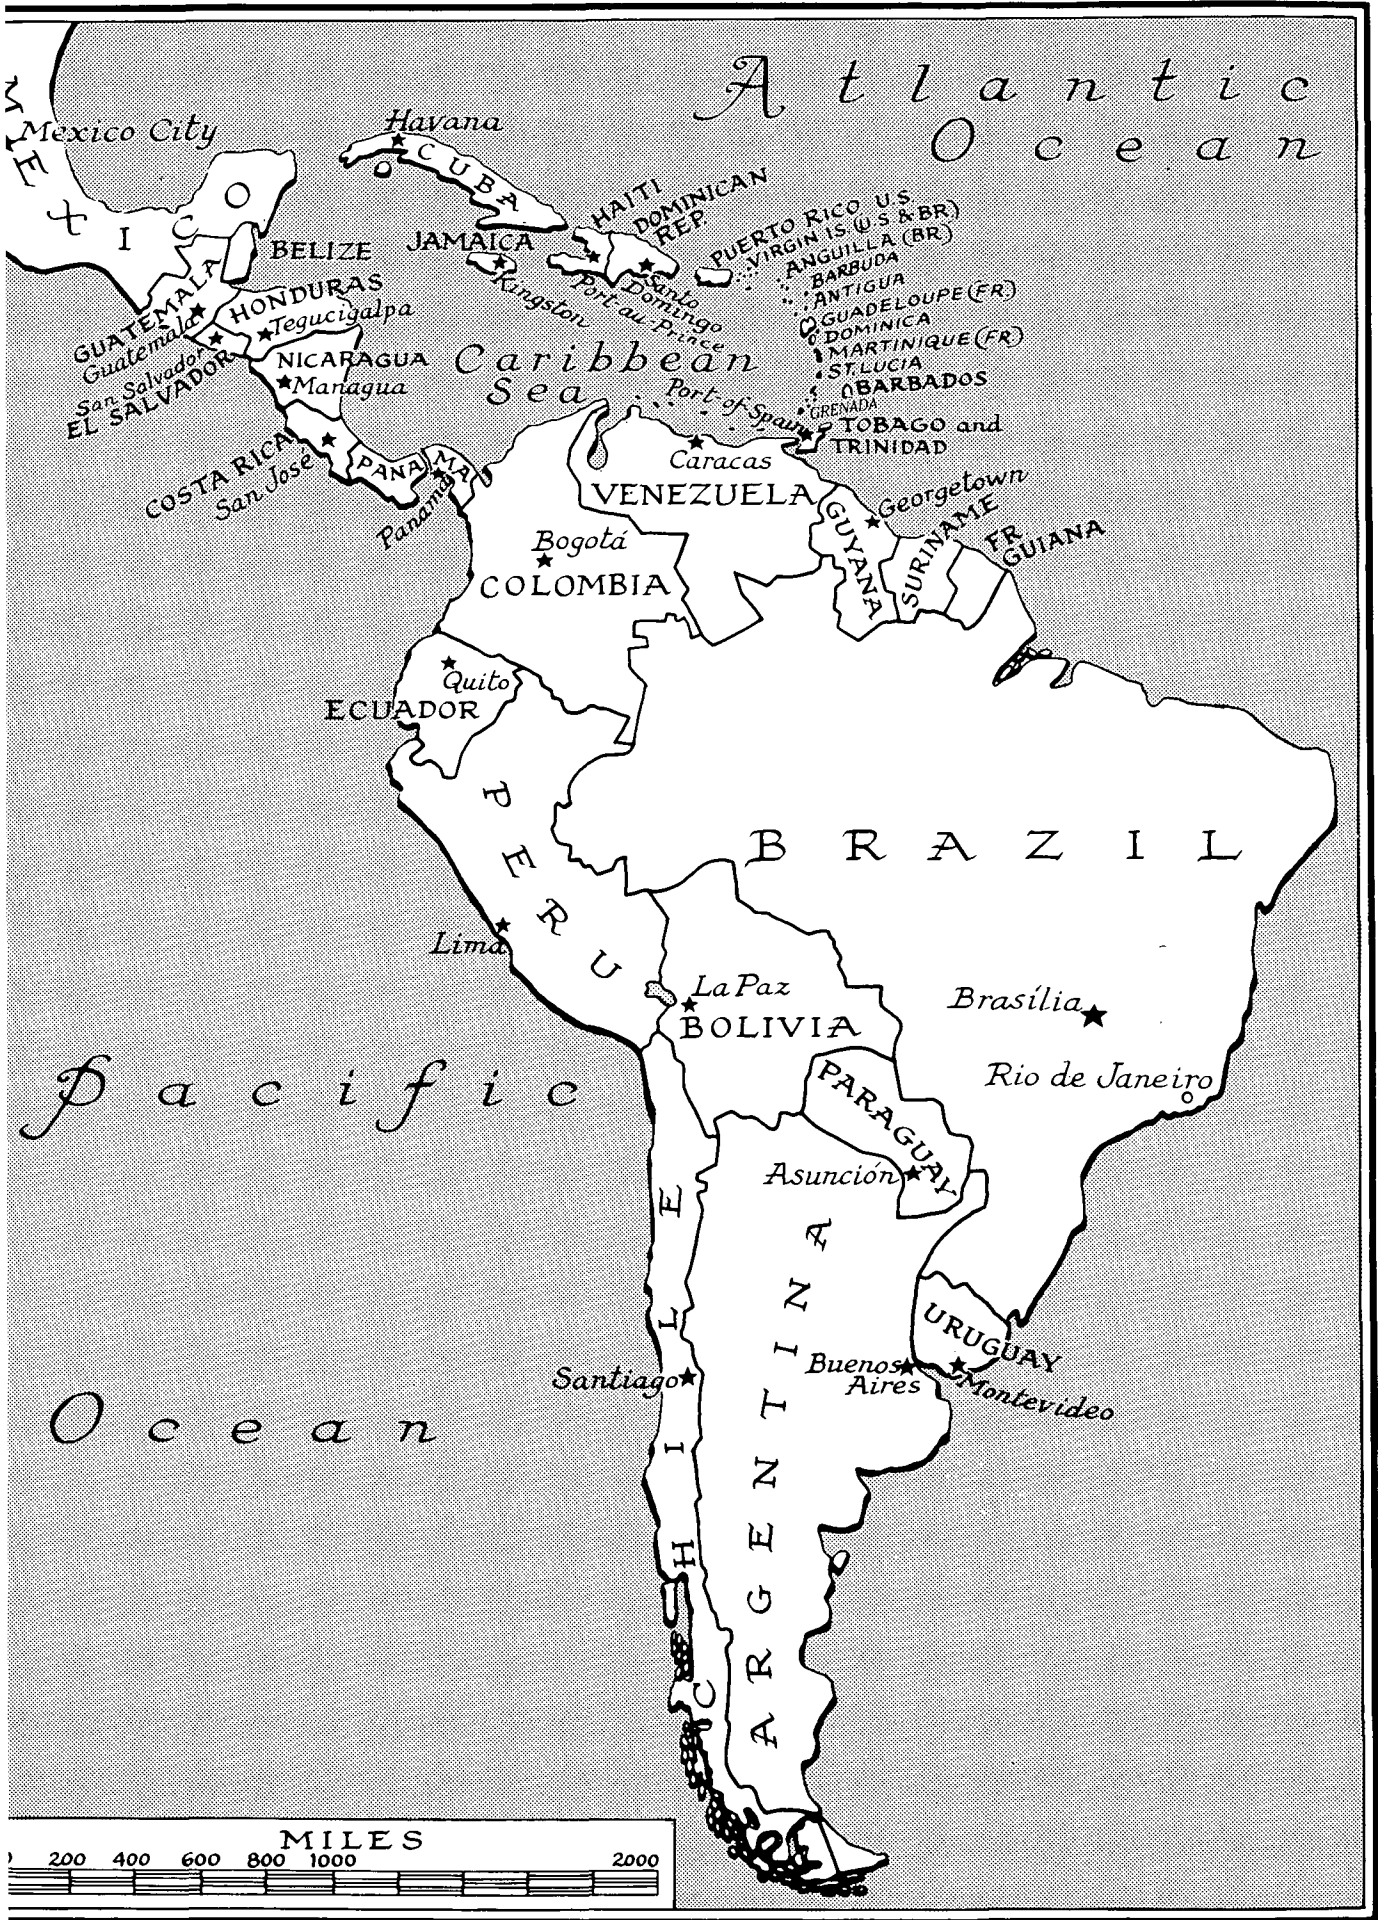 Atlantic
Ocean
MEXICO
Mexico City
Havana
CUBA
HAITI
DOMINICAN
REP.
PUERTO RICO U.S.
VIRGIN IS. (U.S & BR.)
ANGUILLA (BR)
BARBUDA
ANTIGUA
GUADELOUPE (FR)
DOMINICA
MARTINIQUE (FR)
ST. LUCIA
BARBADOS
GRENADA
TOBAGO and
TRINIDAD
Port-of-Spain
JAMAICA
Kingston
Port au Prince
Santo
Domingo
BELIZE
GUATEMALA
Guatemala
HONDURAS
Tegucigalpa
San Salvador
EL SALVADOR
NICARAGUA
Managua
Caribbean
Sea
COSTA RICA
San José
PANAMA
Panama
Caracas
VENEZUELA
Georgetown
GUYANA
SURINAME
FR.
GUIANA
Bogotá
COLOMBIA
Quito
ECUADOR
PERU
Lima
BRAZIL
Brasília
Rio de Janeiro
La Paz
BOLIVIA
PARAGUAY
Asunción
Pacific
Ocean
CHILE
Santiago
ARGENTINA
Buenos
Aires
URUGUAY
Montevideo
MILES
200 400 600 800 1000 2000